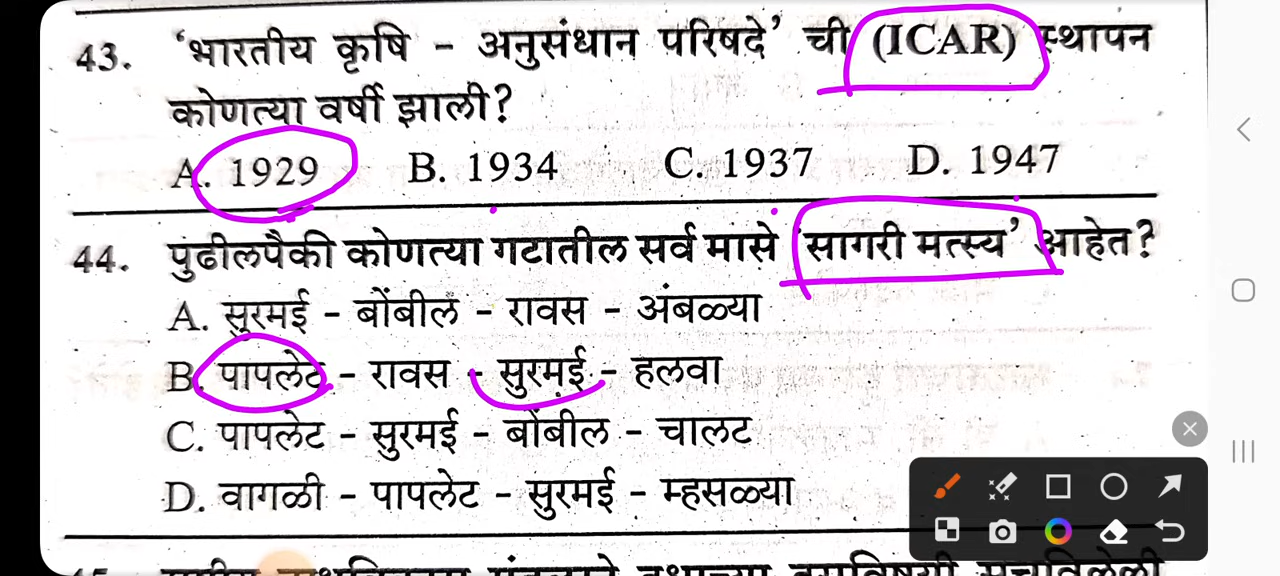 43. ‘भारतीय कृषि - अनुसंधान परिषदे’ ची (ICAR) स्थापन
कोणत्या वर्षी झाली?
A. 1929 B. 1934 C. 1937 D. 1947
44. पुढीलपैकी कोणत्या गटातील सर्व मासे ‘सागरी मत्स्य’ आहेत?
A. सुरमई - बोंबील - रावस - अंबळ्या
B. पापलेट - रावस - सुरमई - हलवा
C. पापलेट - सुरमई - बोंबील - चालट
D. वागळी - पापलेट - सुरमई - म्हसळ्या